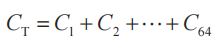 C_T = C_1 + C_2 + ⋯ + C_64